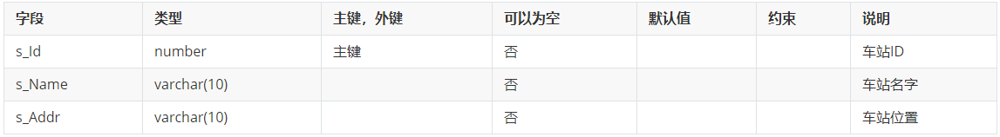 字段 类型 主键，外键 可以为空 默认值 约束 说明
s_Id number 主键 否 车站ID
s_Name varchar(10) 否 车站名字
s_Addr varchar(10) 否 车站位置